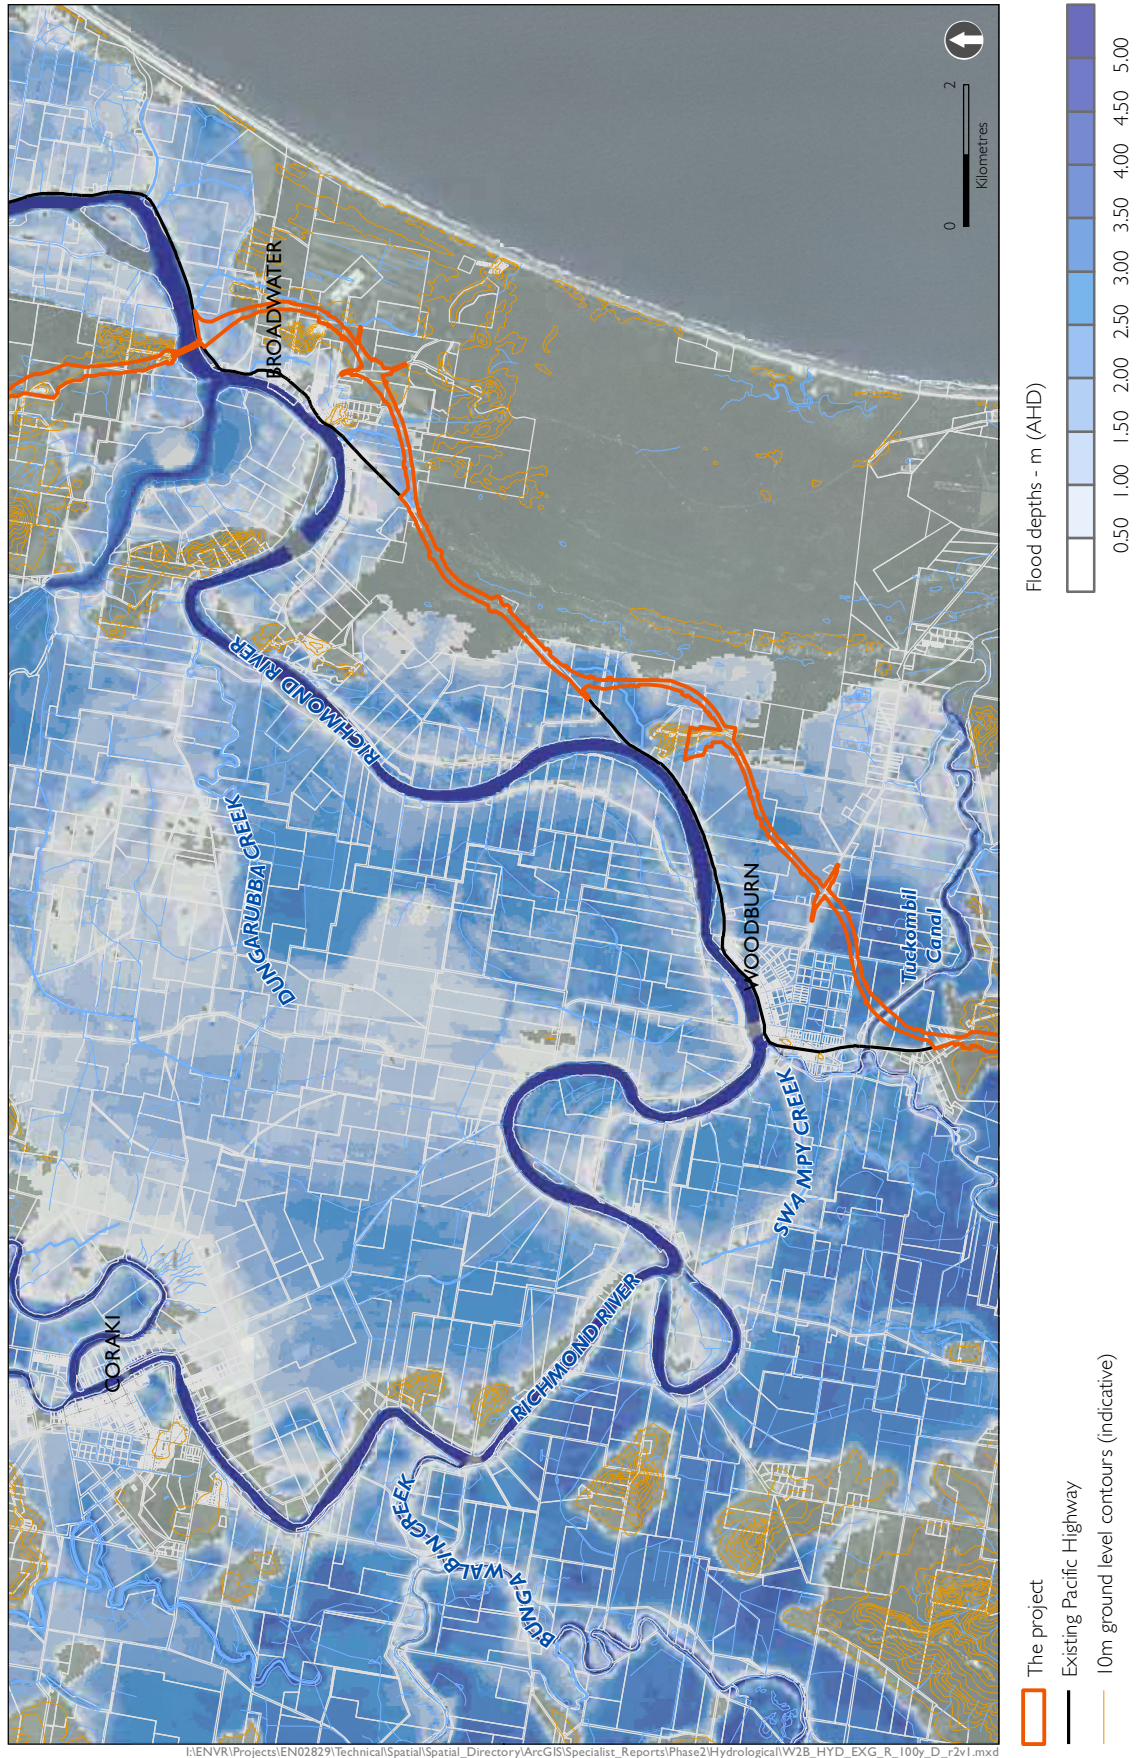 BROADWATER
RICHMOND RIVER
DUNGARUBBA CREEK
WOODBURN
Tuckombil
Canal
SWAMPY CREEK
CORAKI
RICHMOND RIVER
BUNGAWALBIN CREEK
0
2
Kilometres
The project
Existing Pacific Highway
10m ground level contours (indicative)
Flood depths - m (AHD)
0.50
1.00
1.50
2.00
2.50
3.00
3.50
4.00
4.50
5.00
I:\ENVR\Projects\EN02829\Technical\Spatial\Spatial_Directory\ArcGIS\Specialist_Reports\Phase2\Hydrological\W2B_HYD_EXG_R_100y_D_r2v1.mxd